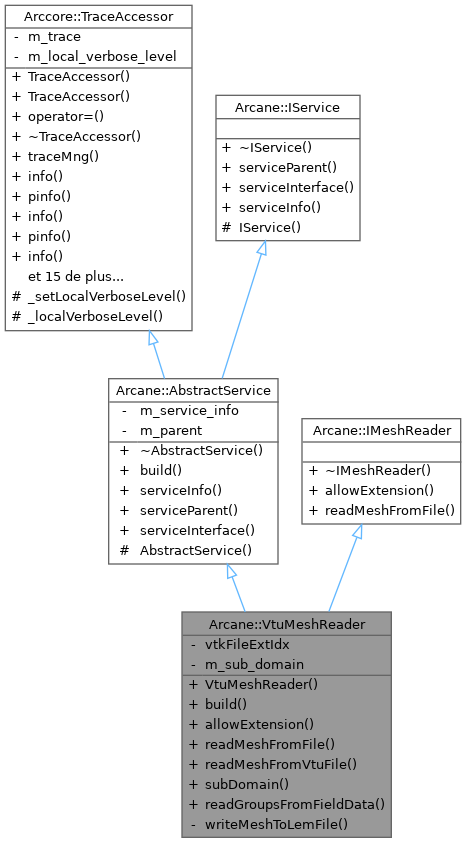 Arccore::TraceAccessor
- m_trace
- m_local_verbose_level
+ TraceAccessor()
+ TraceAccessor()
+ operator=()
+ ~TraceAccessor()
+ traceMng()
+ info()
+ pinfo()
+ info()
+ pinfo()
+ info()
et 15 de plus...
# _setLocalVerboseLevel()
# _localVerboseLevel()
Arcane::IService
+ ~IService()
+ serviceParent()
+ serviceInterface()
+ serviceInfo()
# IService()
Arcane::AbstractService
- m_service_info
- m_parent
+ ~AbstractService()
+ build()
+ serviceInfo()
+ serviceParent()
+ serviceInterface()
# AbstractService()
Arcane::IMeshReader
+ ~IMeshReader()
+ allowExtension()
+ readMeshFromFile()
Arcane::VtuMeshReader
- vtkFileExtIdx
- m_sub_domain
+ VtuMeshReader()
+ build()
+ allowExtension()
+ readMeshFromFile()
+ readMeshFromVtuFile()
+ subDomain()
+ readGroupsFromFieldData()
- writeMeshToLemFile()